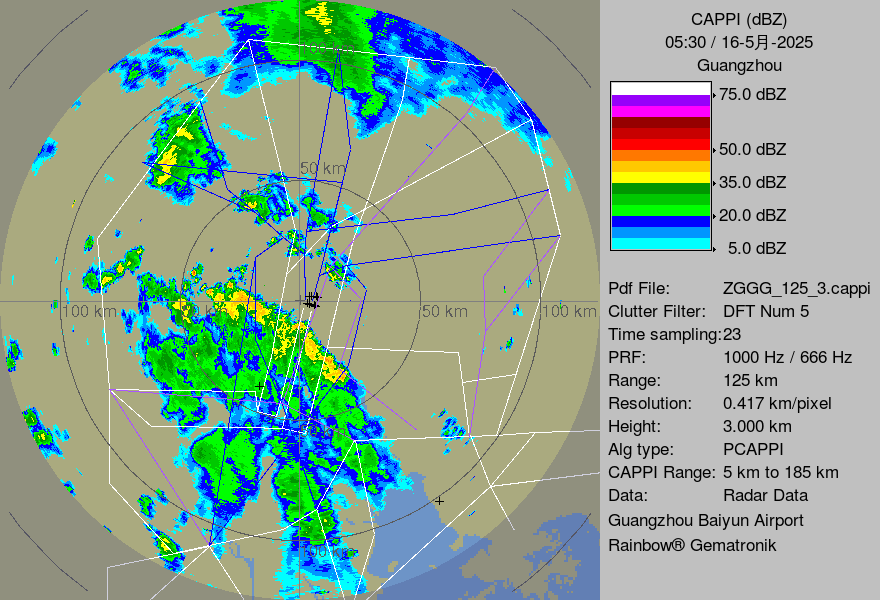 CAPPI (dBZ)
05:30 / 16-5月-2025
Guangzhou
75.0 dBZ
50.0 dBZ
35.0 dBZ
20.0 dBZ
5.0 dBZ
Pdf File: ZGGG_125_3.cappi
Clutter Filter: DFT Num 5
Time sampling:23
PRF: 1000 Hz / 666 Hz
Range: 125 km
Resolution: 0.417 km/pixel
Height: 3.000 km
Alg type: PCAPPI
CAPPI Range: 5 km to 185 km
Data: Radar Data
Guangzhou Baiyun Airport
Rainbow® Gematronik
100 km
50 km
100 km
50 km
50 km
100 km
50 km
100 km